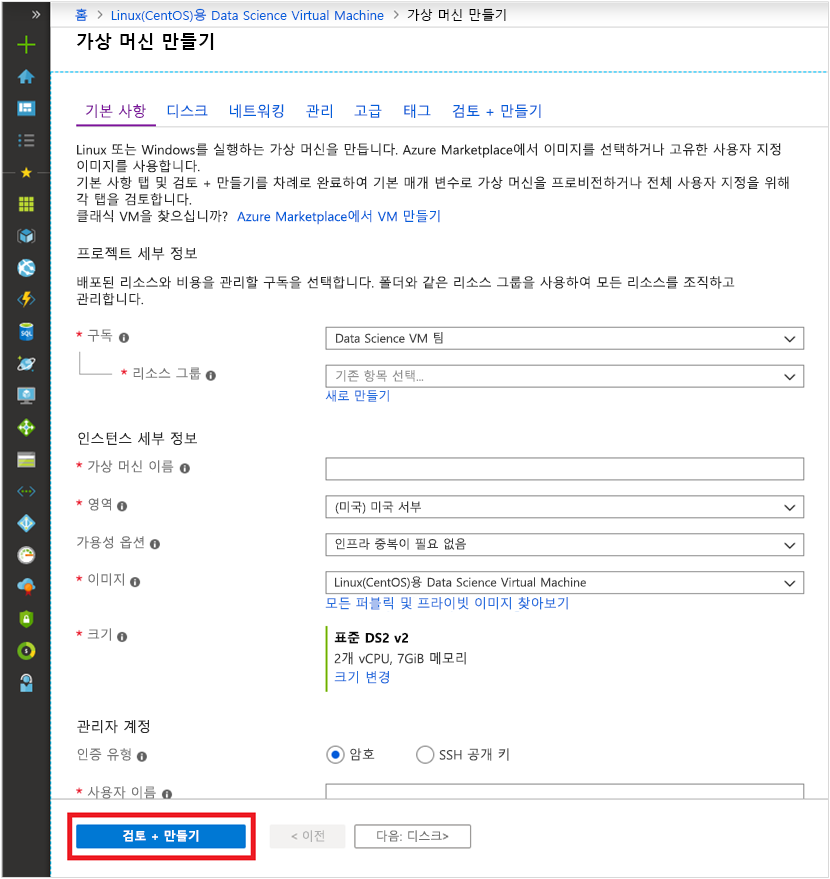 »
홈 > Linux(CentOS)용 Data Science Virtual Machine > 가상 머신 만들기
가상 머신 만들기
기본 사항 디스크 네트워킹 관리 고급 태그 검토 + 만들기
Linux 또는 Windows를 실행하는 가상 머신을 만듭니다. Azure Marketplace에서 이미지를 선택하거나 고유한 사용자 지정
이미지를 사용합니다.
기본 사항 탭 및 검토 + 만들기를 차례로 완료하여 기본 매개 변수로 가상 머신을 프로비전하거나 전체 사용자 지정을 위해
각 탭을 검토합니다.
클래식 VM을 찾으십니까? Azure Marketplace에서 VM 만들기
프로젝트 세부 정보
배포된 리소스와 비용을 관리할 구독을 선택합니다. 폴더와 같은 리소스 그룹을 사용하여 모든 리소스를 조직하고
관리합니다.
* 구독 Data Science VM 팀
* 리소스 그룹 기존 항목 선택...
새로 만들기
인스턴스 세부 정보
* 가상 머신 이름
* 영역 (미국) 미국 서부
가용성 옵션 인프라 중복이 필요 없음
* 이미지 Linux(CentOS)용 Data Science Virtual Machine
모든 퍼블릭 및 프라이빗 이미지 찾아보기
* 크기 표준 DS2 v2
2개 vCPU, 7GiB 메모리
크기 변경
관리자 계정
인증 유형 암호 SSH 공개 키
* 사용자 이름
검토 + 만들기 < 이전 다음: 디스크>
SQL